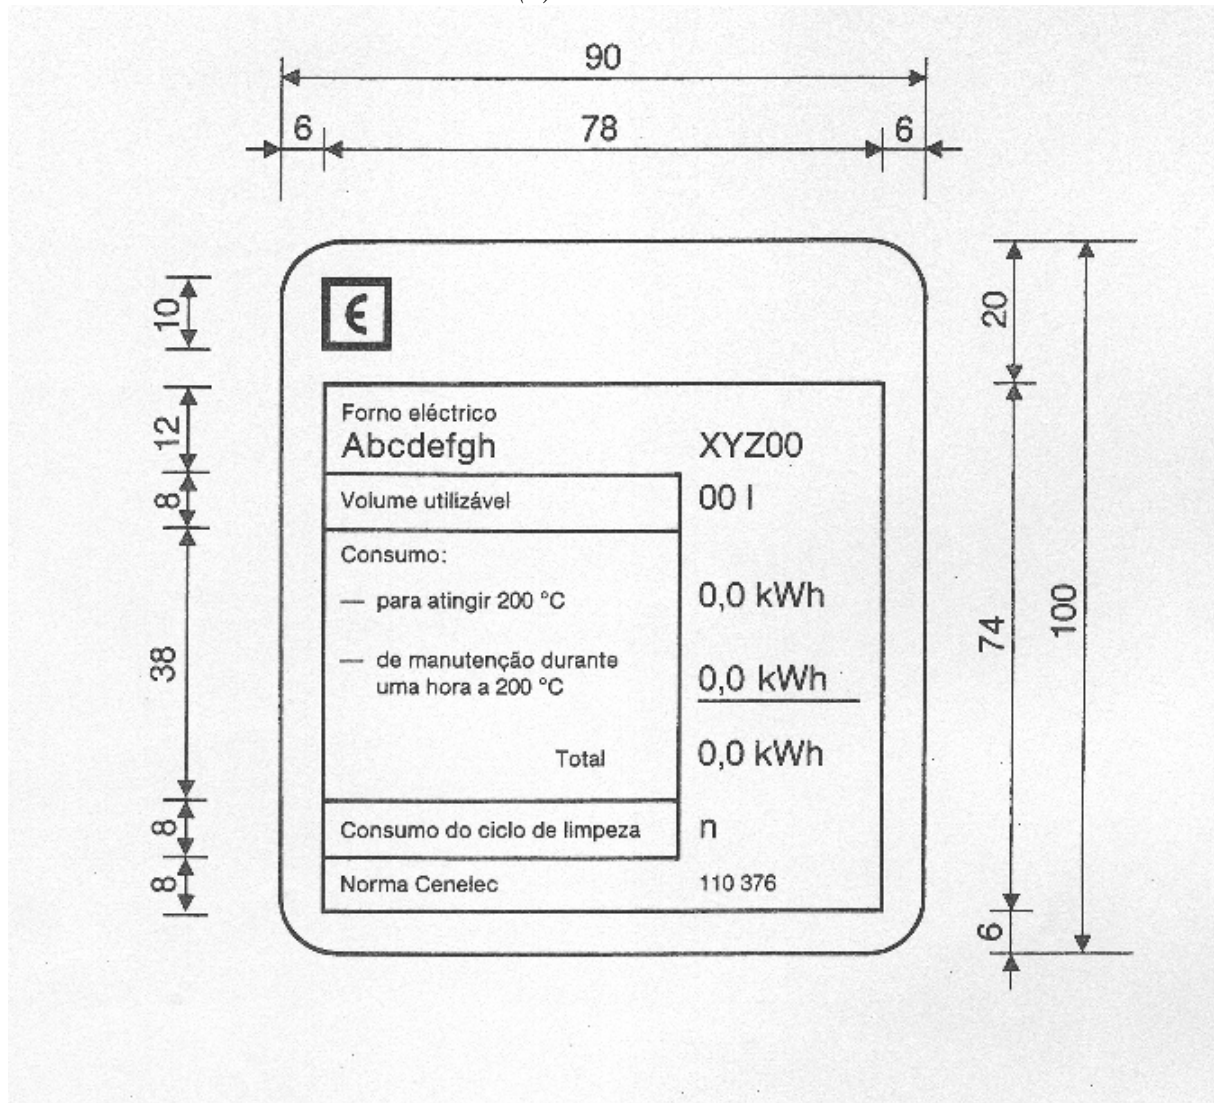 90
6 78 6
10
20
Forno eléctrico
Abcdefgh XYZ00
12
Volume utilizável 00 l
8
Consumo:
— para atingir 200 °C 0,0 kWh
— de manutenção durante
uma hora a 200 °C 0,0 kWh
38
74
100
Total 0,0 kWh
Consumo do ciclo de limpeza n
8
Norma Cenelec 110 376
8
6